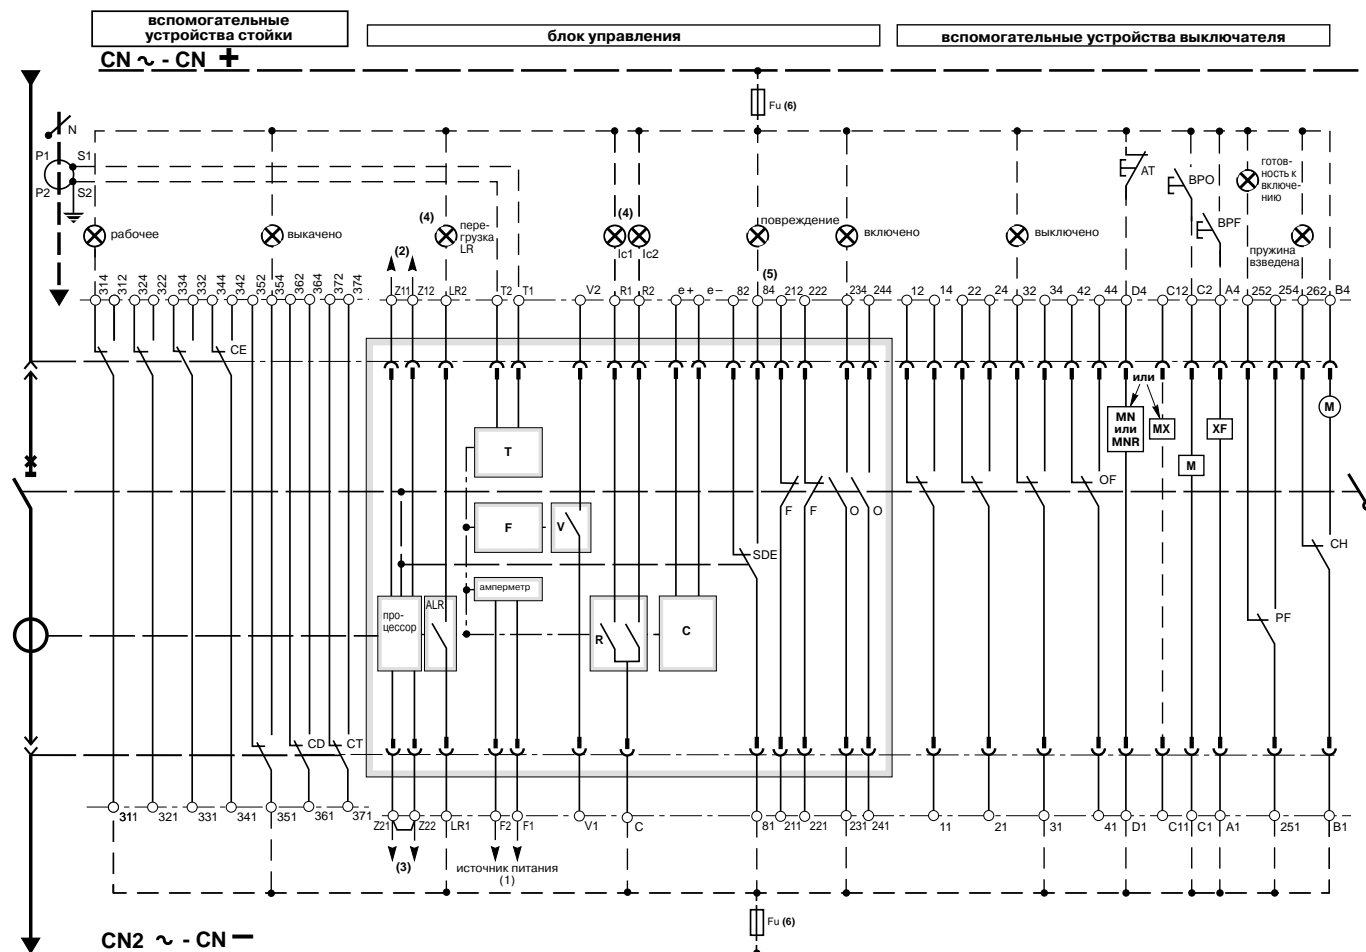 вспомогательные
устройства стойки
блок управления
вспомогательные устройства выключателя
CN ~ - CN +
Fu (6)
N
P1 S1
P2 S2
рабочее
выкачено
(4) пере-
грузка
LR
(2)
(4)
Ic1 Ic2
повреждение
(5)
включено
выключено
AT
BPO
BPF
готов-
ность к
включе-
нию
пружина
взведена
314 312 324 322 334 332 344 342 352 354 362 364 372 374
Z11 Z12 LR2 T2 T1 V2 R1 R2 e+ e– 82 84 212 222 234 244
12 14 22 24 32 34 42 44 D4 C12 C2 A4 252 254 262 B4
CE
или
MN
или
MNR
MX
XF
M
M
T
F
V
F F O O
OF
SDE
CH
амперметр
про-
цессор
ALR
R
C
PF
CD CT
311 321 331 341 351 361 371
Z21 Z22 LR1 F2 F1 V1 C 81 211 221 231 241
11 21 31 41 D1 C11 C1 A1 251 B1
(3)
источник питания
(1)
Fu (6)
CN2 ~ - CN –